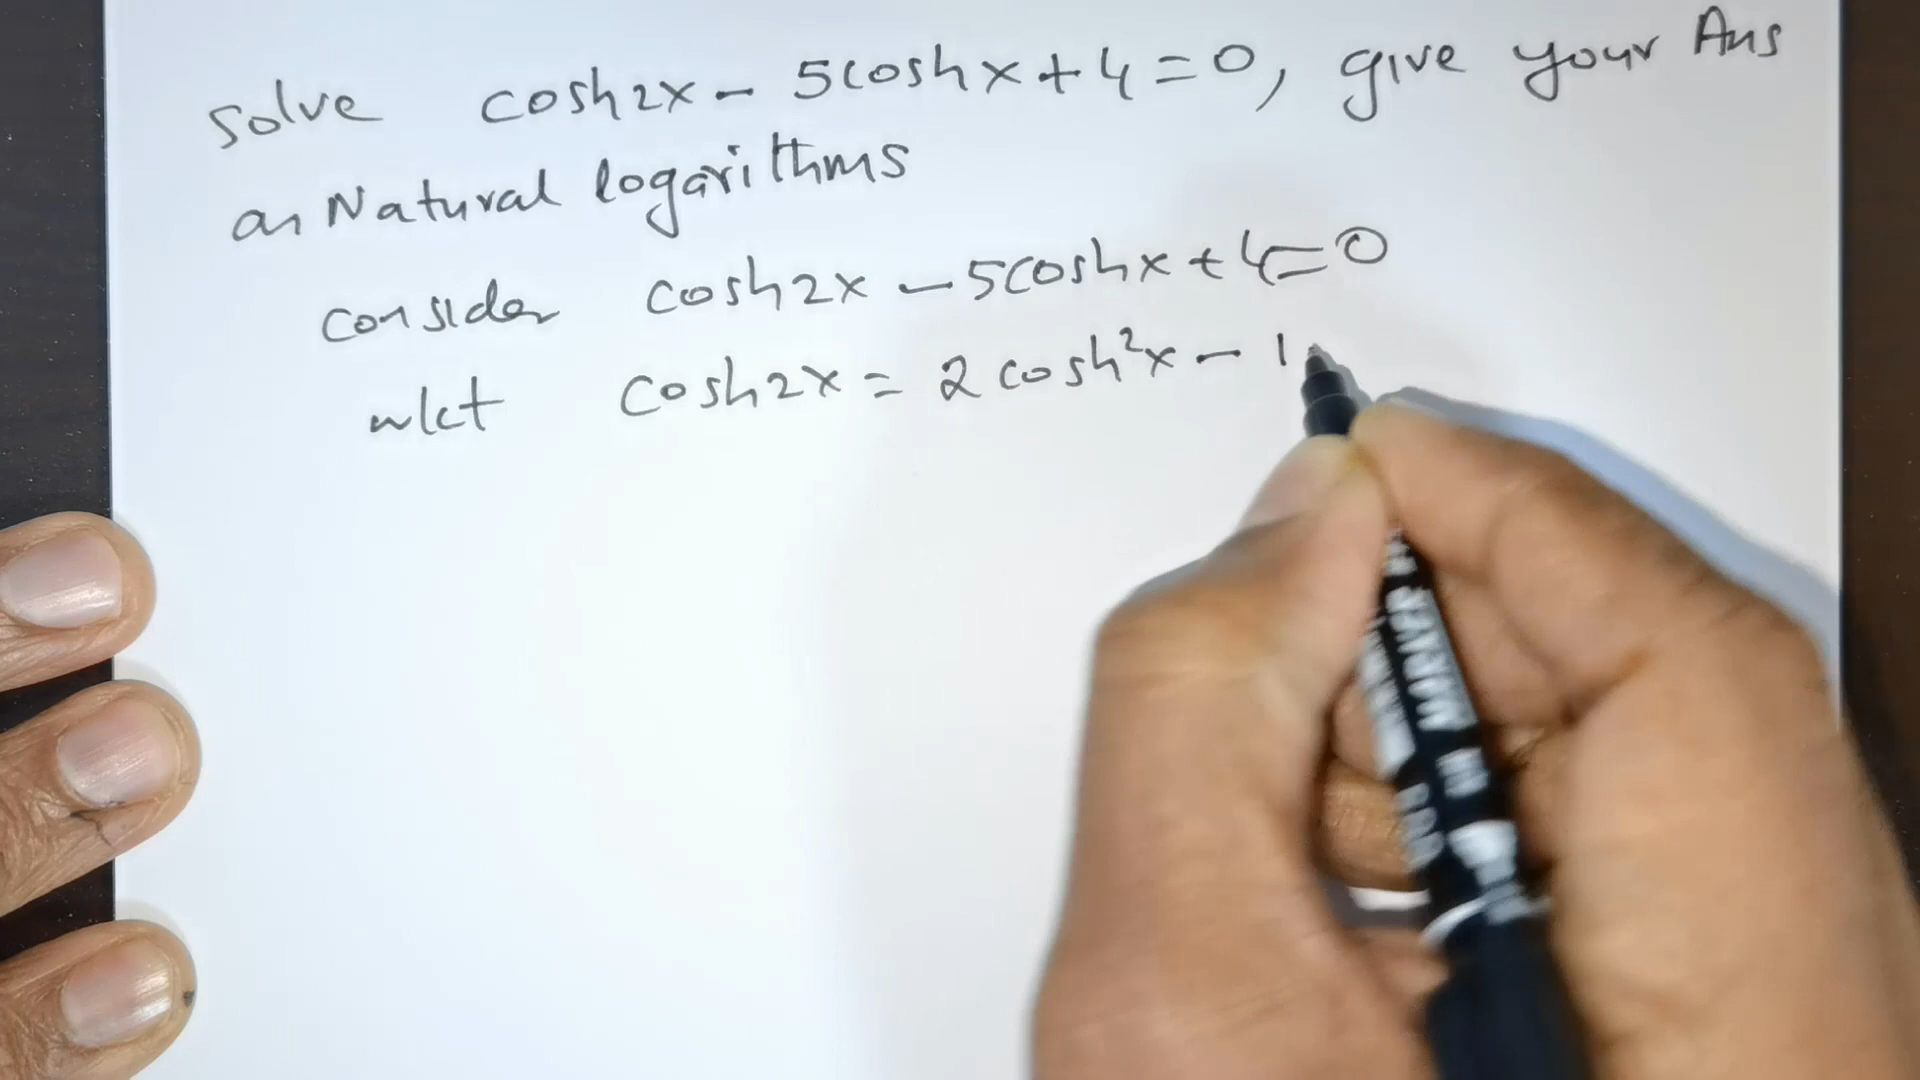 solve cosh2x - 5coshx+4=0, give your Ans
as Natural logarithms
consider cosh2x - 5coshx+4=0
wkt cosh2x = 2cosh²x - 1